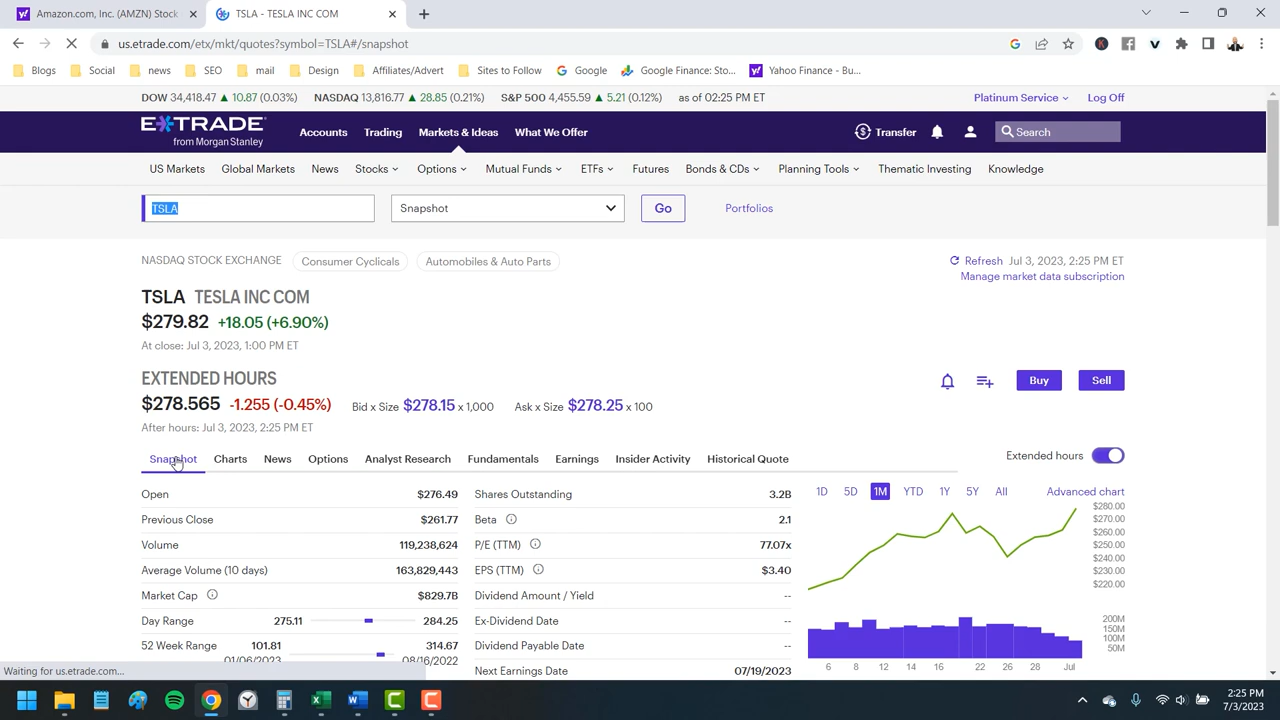 Amazon.com, Inc. (AMZN) Stock
TSLA - TESLA INC COM
us.etrade.com/etx/mkt/quotes?symbol=TSLA#/snapshot
Blogs Social news SEO mail Design Affiliates/Advert Sites to Follow Google Google Finance: Sto... Yahoo Finance - Bu...
DOW 34,418.47 ▲ 10.87 (0.03%) NASDAQ 13,816.77 ▲ 28.85 (0.21%) S&P 500 4,455.59 ▲ 5.21 (0.12%) as of 02:25 PM ET Platinum Service Log Off
E*TRADE
from Morgan Stanley
Accounts Trading Markets & Ideas What We Offer Transfer Search
US Markets Global Markets News Stocks Options Mutual Funds ETFs Futures Bonds & CDs Planning Tools Thematic Investing Knowledge
TSLA Snapshot Go Portfolios
NASDAQ STOCK EXCHANGE Consumer Cyclicals Automobiles & Auto Parts Refresh Jul 3, 2023, 2:25 PM ET
Manage market data subscription
TSLA TESLA INC COM
$279.82 +18.05 (+6.90%)
At close: Jul 3, 2023, 1:00 PM ET
EXTENDED HOURS
Buy Sell
$278.565 -1.255 (-0.45%) Bid x Size $278.15 x 1,000 Ask x Size $278.25 x 100
After hours: Jul 3, 2023, 2:25 PM ET
Snapshot Charts News Options Analyst Research Fundamentals Earnings Insider Activity Historical Quote Extended hours
1D 5D 1M YTD 1Y 5Y All Advanced chart
Open $276.49 Shares Outstanding 3.2B
Previous Close $261.77 Beta 2.1
Volume 119,238,624 P/E (TTM) 77.07x
Average Volume (10 days) 163,829,443 EPS (TTM) $3.40
Market Cap $829.7B Dividend Amount / Yield --
Day Range 275.11 284.25 Ex-Dividend Date --
52 Week Range 101.81 314.67 Dividend Payable Date --
01/06/2023 08/16/2022
Next Earnings Date 07/19/2023
$280.00
$270.00
$260.00
$250.00
$240.00
$230.00
$220.00
200M
150M
100M
50M
6 8 12 14 16 22 26 28 Jul
Waiting for us.etrade.com...
2:25 PM
7/3/2023